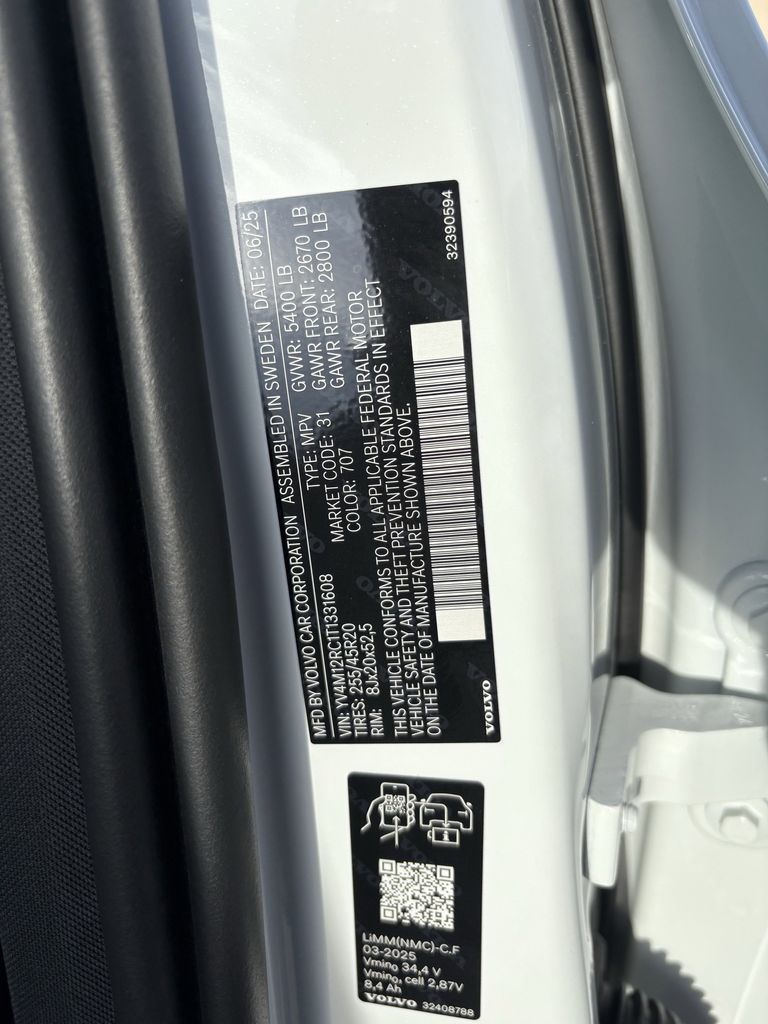 MFD BY VOLVO CAR CORPORATION ASSEMBLED IN SWEDEN DATE: 06/25
VIN: YV4M12RC1T1331608 TYPE: MPV GVWR: 5400 LB
TIRES: 255/45R20 MARKET CODE: 31 GAWR FRONT: 2670 LB
RIM: 8Jx20x52,5 COLOR: 707 GAWR REAR: 2800 LB
THIS VEHICLE CONFORMS TO ALL APPLICABLE FEDERAL MOTOR
VEHICLE SAFETY AND THEFT PREVENTION STANDARDS IN EFFECT
ON THE DATE OF MANUFACTURE SHOWN ABOVE.
VOLVO 32390594
LiMM(NMC)-C.F
03-2025
Vmin₀ 34,4 V
Vmin₀, cell 2,87V
8,4 Ah
VOLVO 32408788